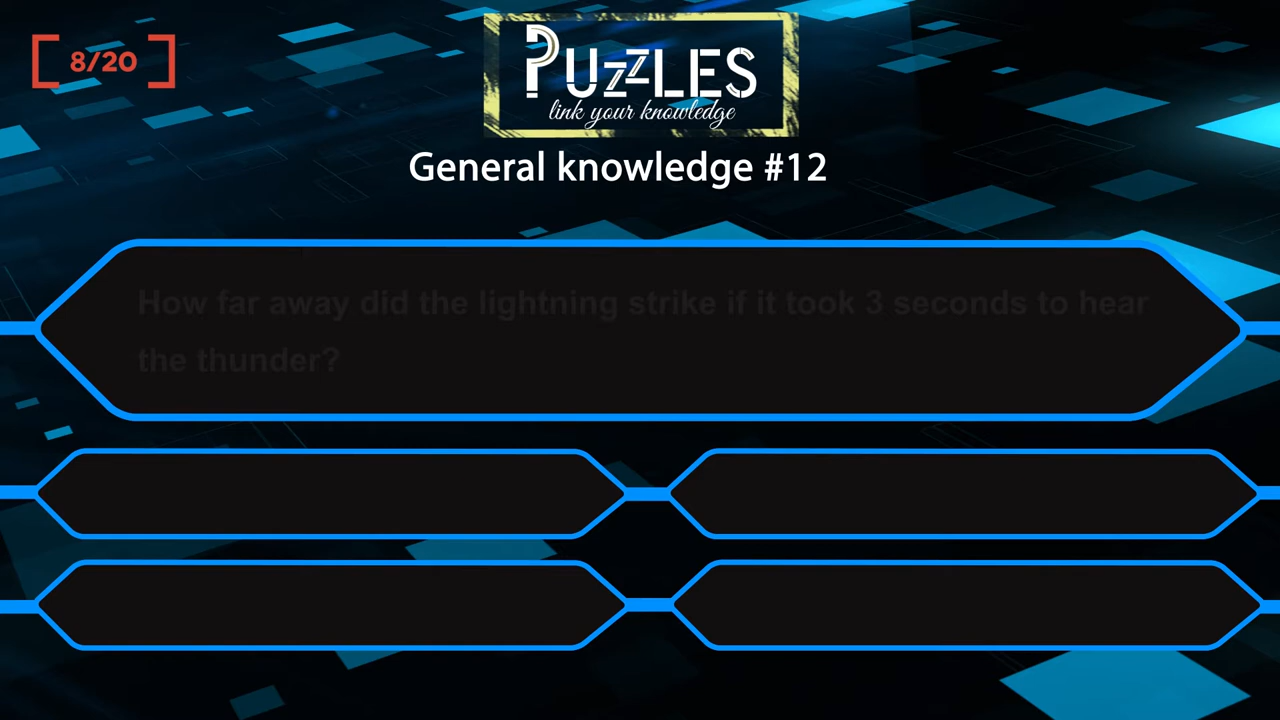 8/20
PUZZLES
link your knowledge
General knowledge #12
How far away did the lightning strike if it took 3 seconds to hear
the thunder?